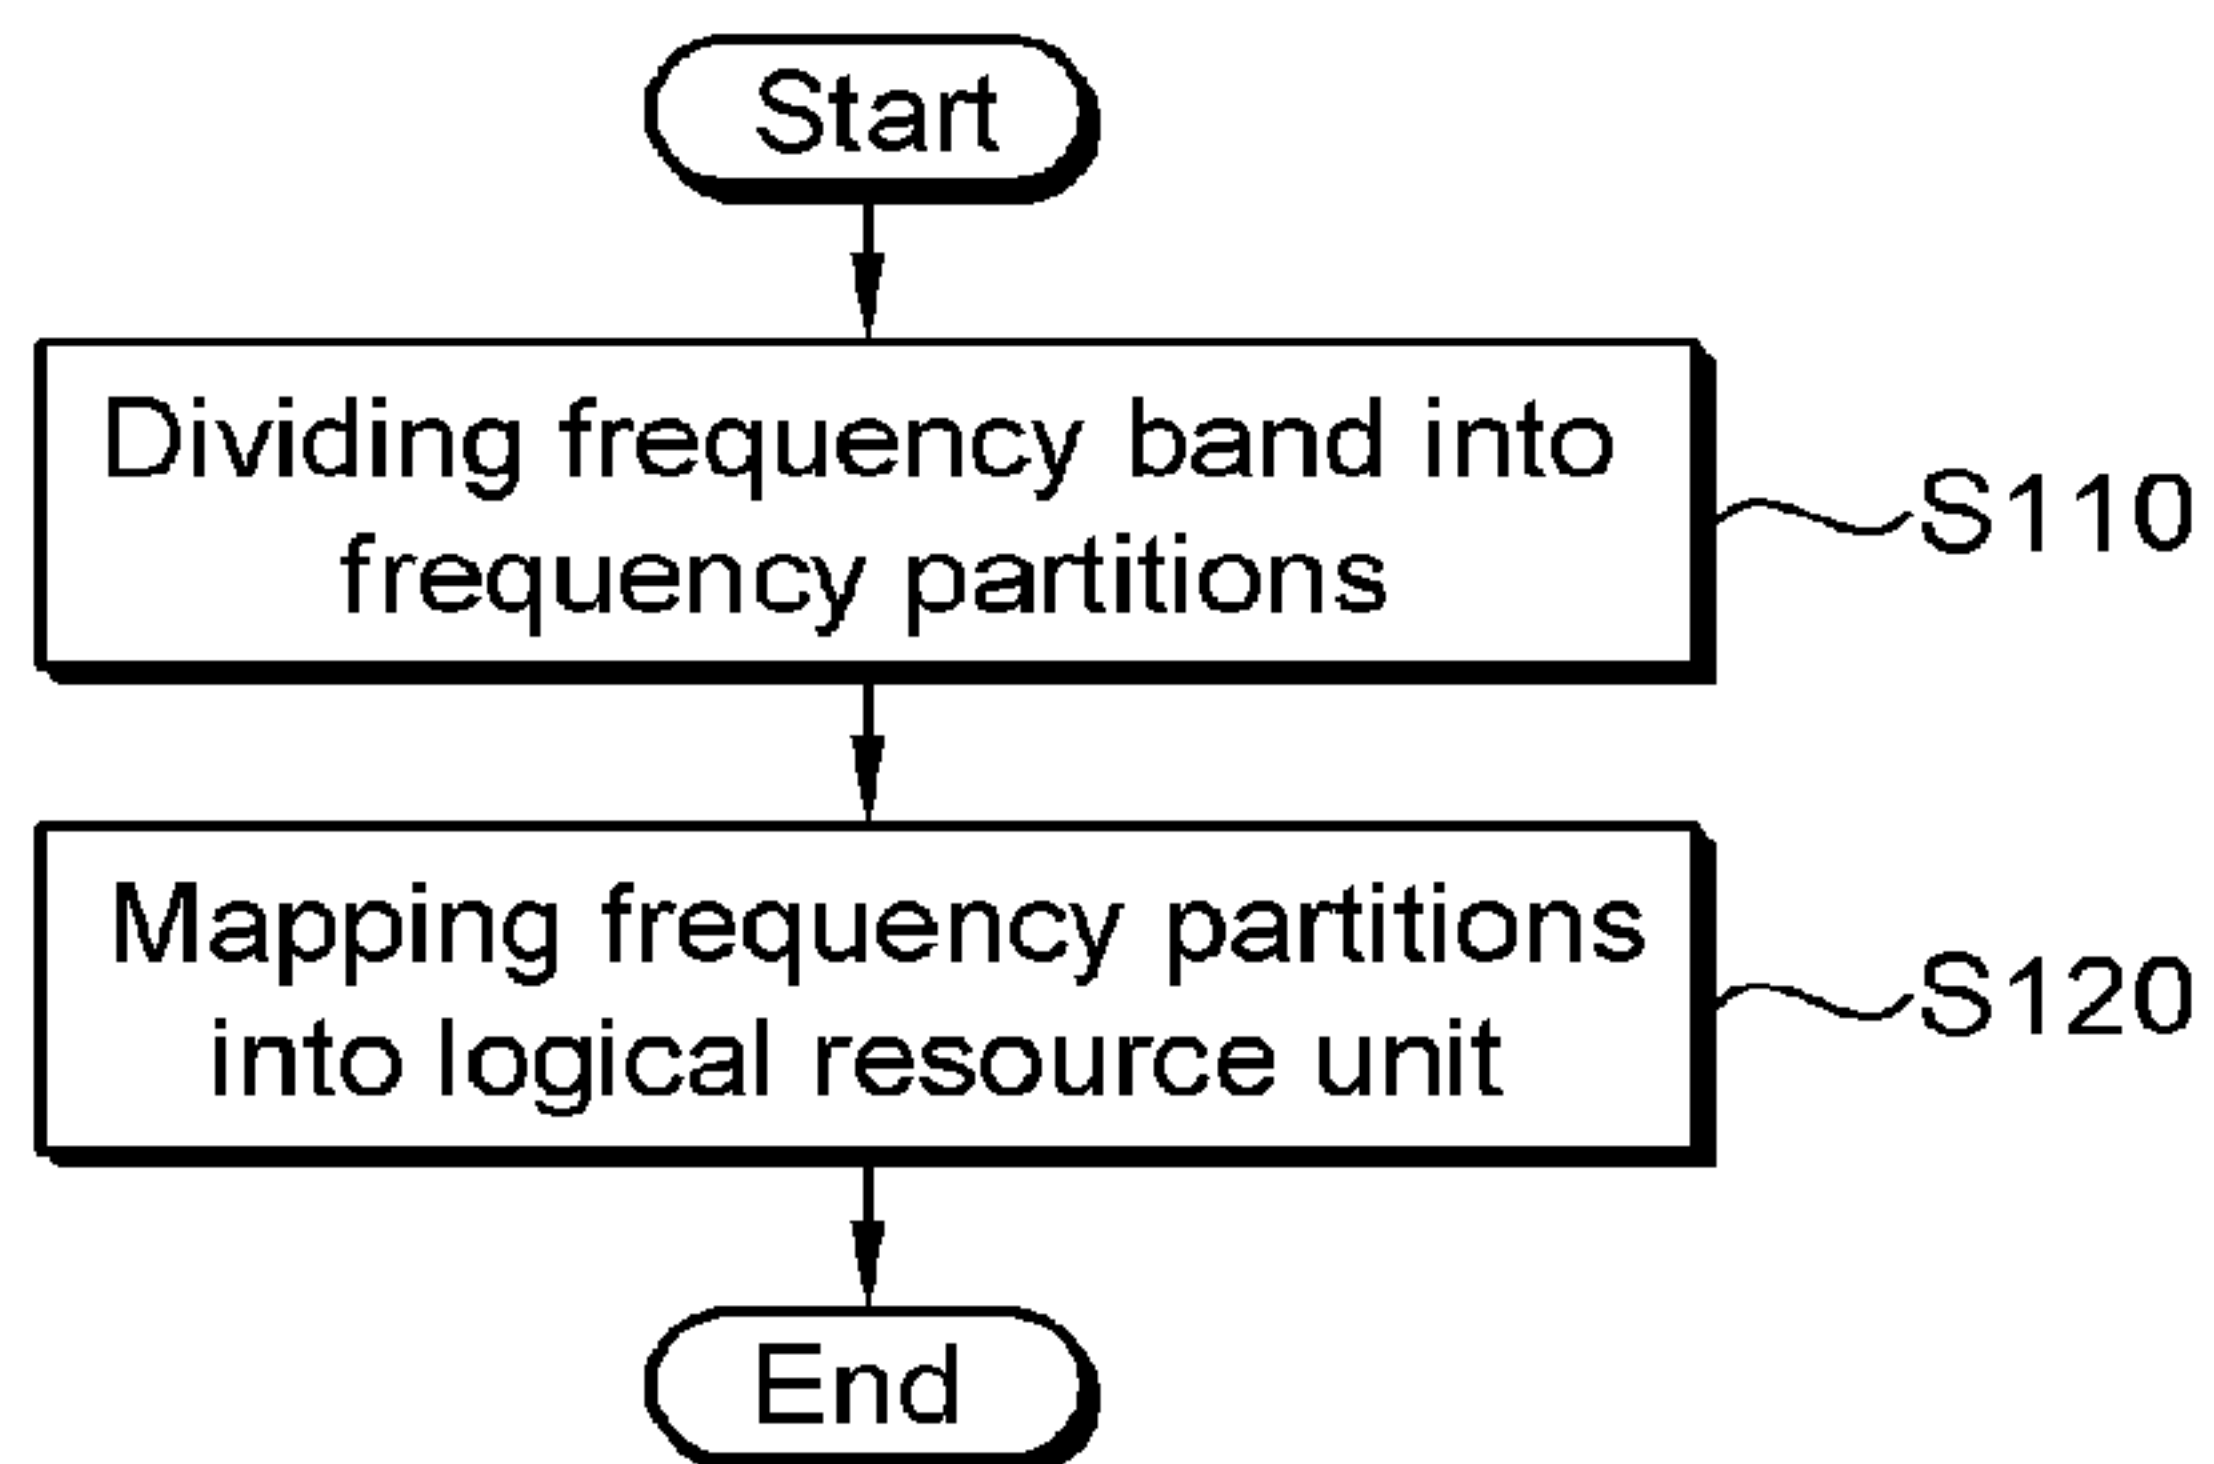 Start
Dividing frequency band into
frequency partitions
S110
Mapping frequency partitions
into logical resource unit
S120
End